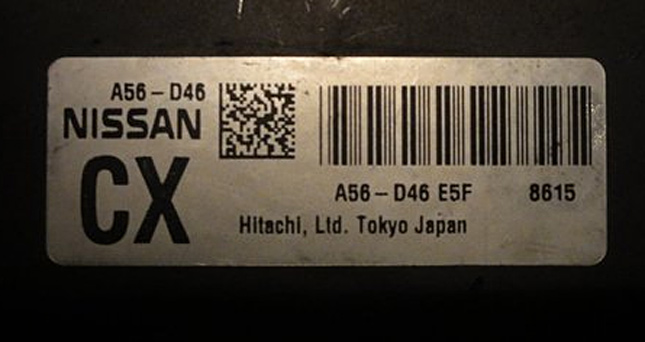 A56-D46
NISSAN
CX
A56-D46 E5F 8615
Hitachi, Ltd. Tokyo Japan